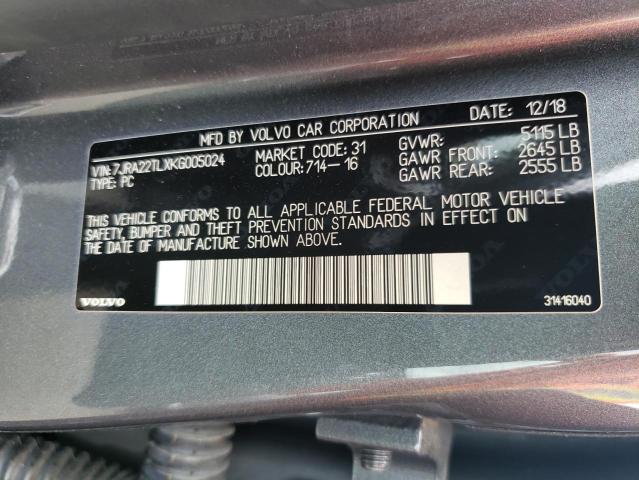 MFD BY VOLVO CAR CORPORATION DATE: 12/18
VIN: 7JRA22TLXKG005024 MARKET CODE: 31 GVWR: 5115 LB
TYPE: PC COLOUR: 714-16 GAWR FRONT: 2645 LB
GAWR REAR: 2555 LB
THIS VEHICLE CONFORMS TO ALL APPLICABLE FEDERAL MOTOR VEHICLE
SAFETY, BUMPER AND THEFT PREVENTION STANDARDS IN EFFECT ON
THE DATE OF MANUFACTURE SHOWN ABOVE.
VOLVO 31416040